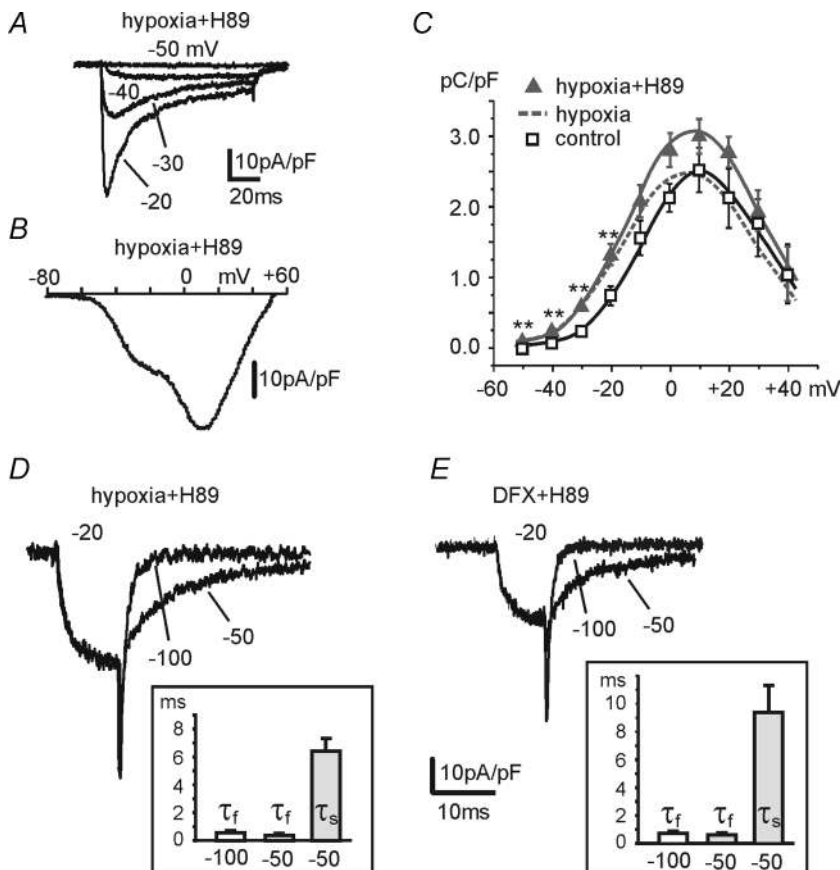 A
hypoxia+H89
-50 mV
-40
-30
-20
10pA/pF
20ms
B
hypoxia+H89
-80 0 mV +60
10pA/pF
C
pC/pF
hypoxia+H89
hypoxia
control
3.0
2.0
1.0
0.0
**
**
**
**
-60 -40 -20 0 +20 +40 mV
D
hypoxia+H89
-20
-100
-50
ms
8
6
4
2
0
τf τf τs
-100 -50 -50
10pA/pF
10ms
E
DFX+H89
-20
-100
-50
ms
10
8
6
4
2
0
τf τf τs
-100 -50 -50